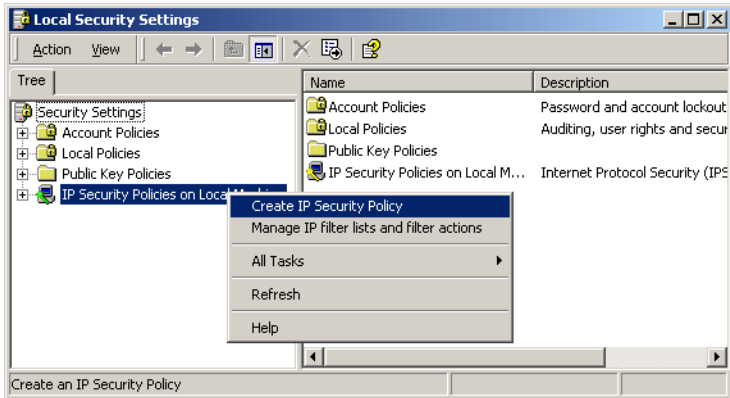 Local Security Settings
Action View
Tree
Name Description
Security Settings
Account Policies
Local Policies
Public Key Policies
IP Security Policies on Local
Account Policies Password and account lockout
Local Policies Auditing, user rights and secur
Public Key Policies
IP Security Policies on Local M... Internet Protocol Security (IPS
Create IP Security Policy
Manage IP filter lists and filter actions
All Tasks
Refresh
Help
Create an IP Security Policy